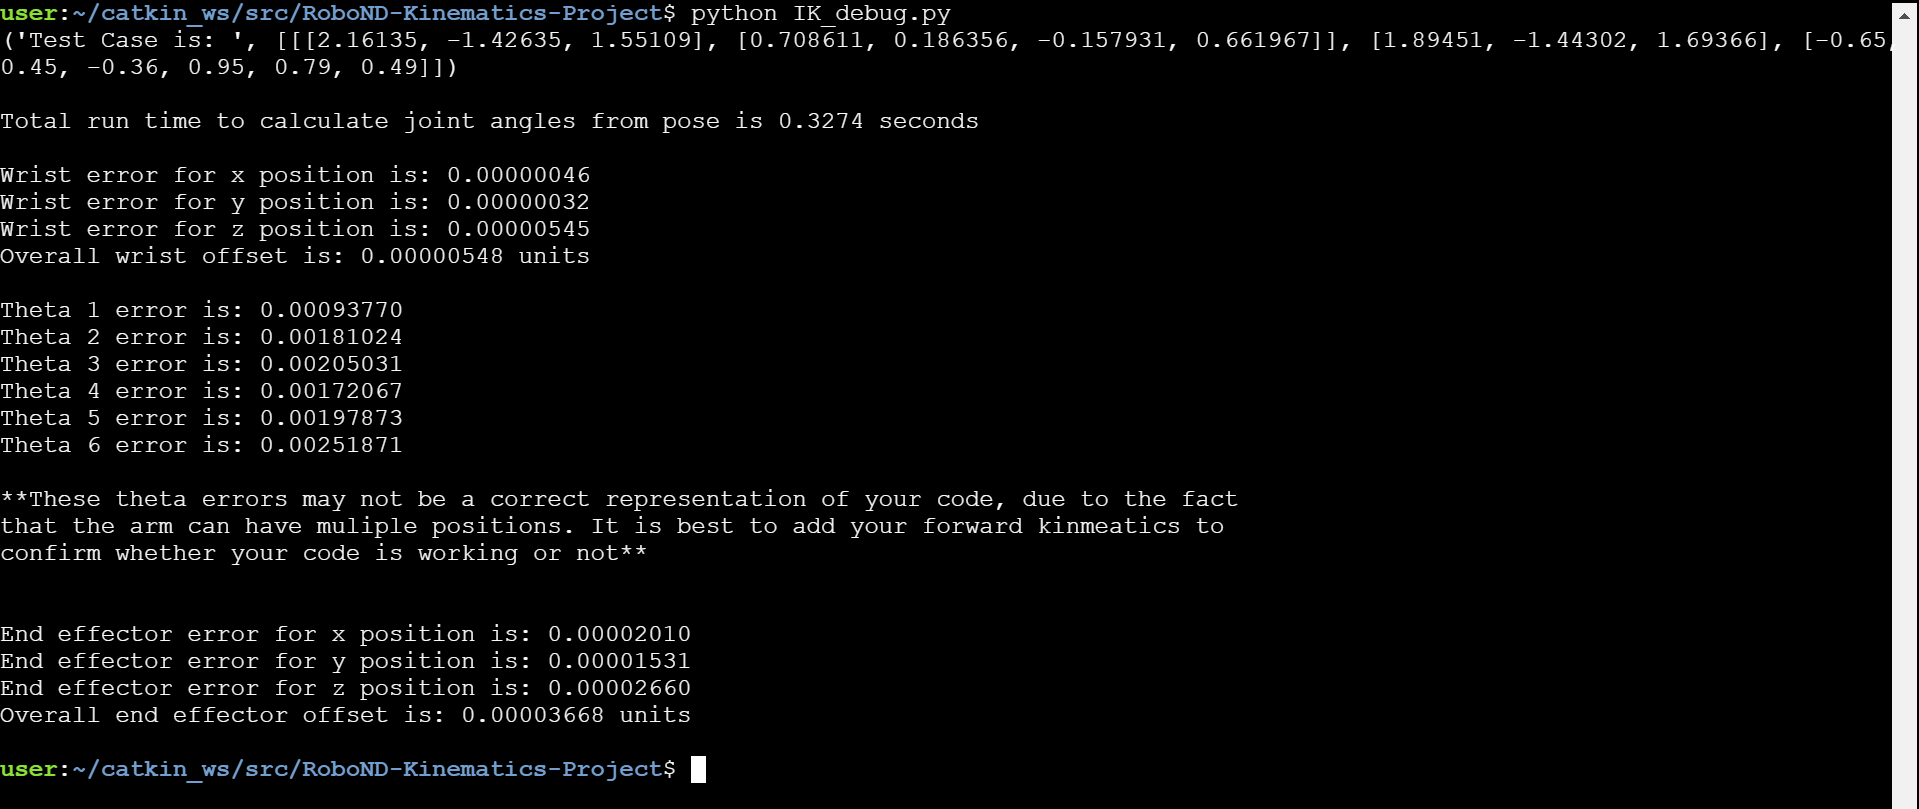 user:~/catkin_ws/src/RoboND-Kinematics-Project$ python IK_debug.py
('Test Case is: ', [[[2.16135, -1.42635, 1.55109], [0.708611, 0.186356, -0.157931, 0.661967]], [1.89451, -1.44302, 1.69366], [-0.65,
0.45, -0.36, 0.95, 0.79, 0.49]])
Total run time to calculate joint angles from pose is 0.3274 seconds
Wrist error for x position is: 0.00000046
Wrist error for y position is: 0.00000032
Wrist error for z position is: 0.00000545
Overall wrist offset is: 0.00000548 units
Theta 1 error is: 0.00093770
Theta 2 error is: 0.00181024
Theta 3 error is: 0.00205031
Theta 4 error is: 0.00172067
Theta 5 error is: 0.00197873
Theta 6 error is: 0.00251871
**These theta errors may not be a correct representation of your code, due to the fact
that the arm can have muliple positions. It is best to add your forward kinmeatics to
confirm whether your code is working or not**
End effector error for x position is: 0.00002010
End effector error for y position is: 0.00001531
End effector error for z position is: 0.00002660
Overall end effector offset is: 0.00003668 units
user:~/catkin_ws/src/RoboND-Kinematics-Project$